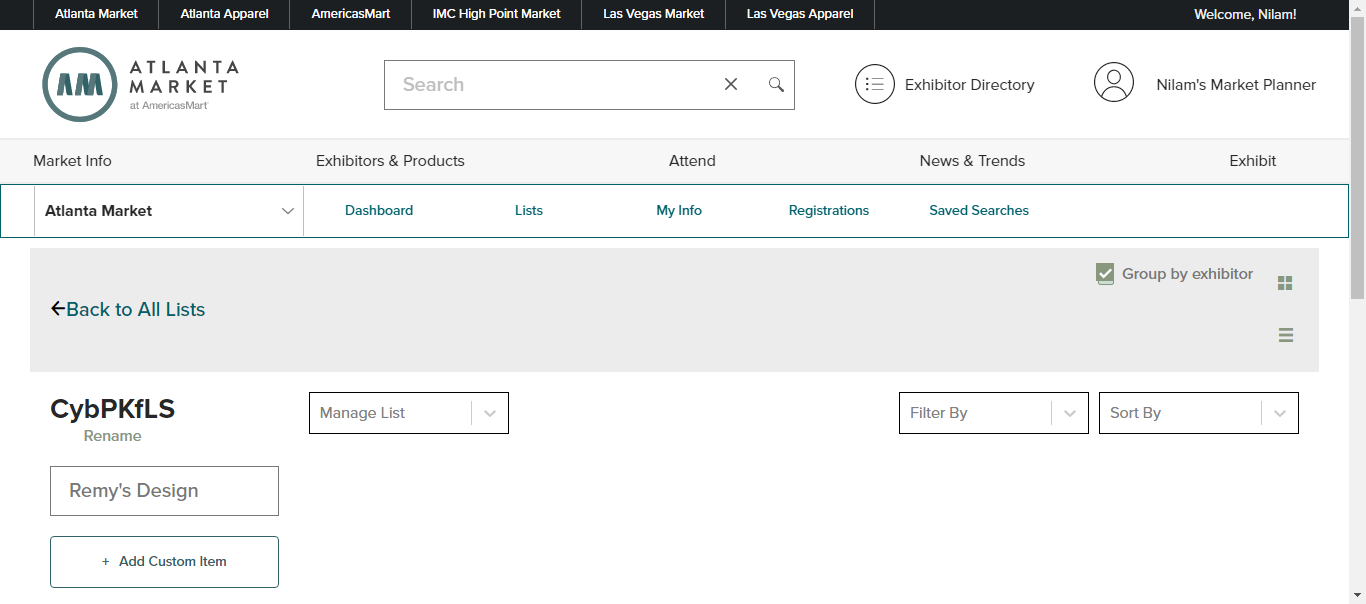 Atlanta Market Atlanta Apparel AmericasMart IMC High Point Market Las Vegas Market Las Vegas Apparel Welcome, Nilam!
AM ATLANTA MARKET at AmericasMart
Search Exhibitor Directory Nilam's Market Planner
Market Info Exhibitors & Products Attend News & Trends Exhibit
Atlanta Market Dashboard Lists My Info Registrations Saved Searches
Group by exhibitor
Back to All Lists
CybPKfLS Manage List Filter By Sort By
Rename
Remy's Design
+ Add Custom Item